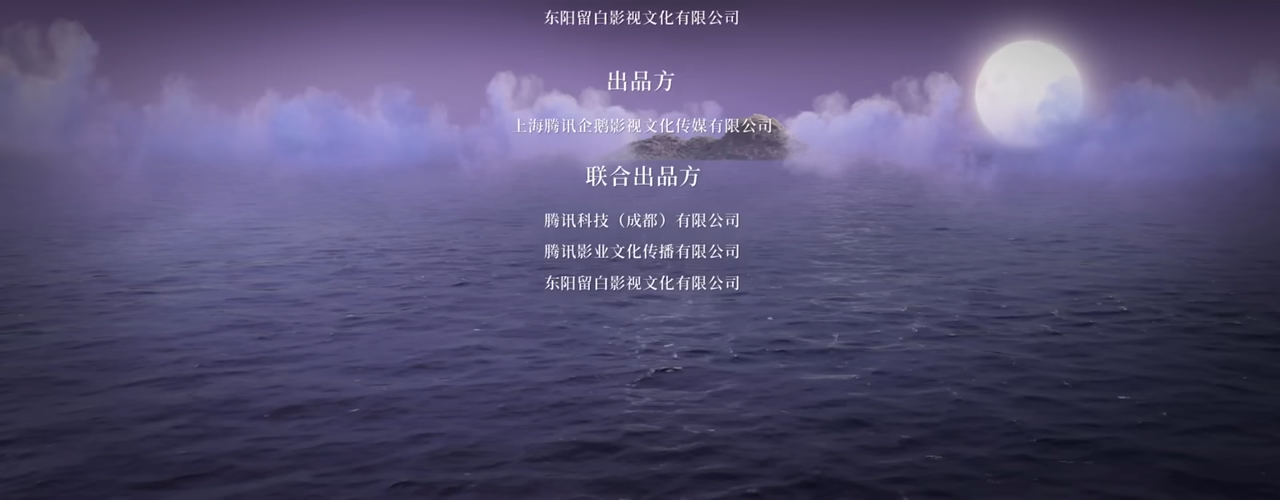 东阳留白影视文化有限公司
出品方
上海腾讯企鹅影视文化传媒有限公司
联合出品方
腾讯科技（成都）有限公司
腾讯影业文化传播有限公司
东阳留白影视文化有限公司